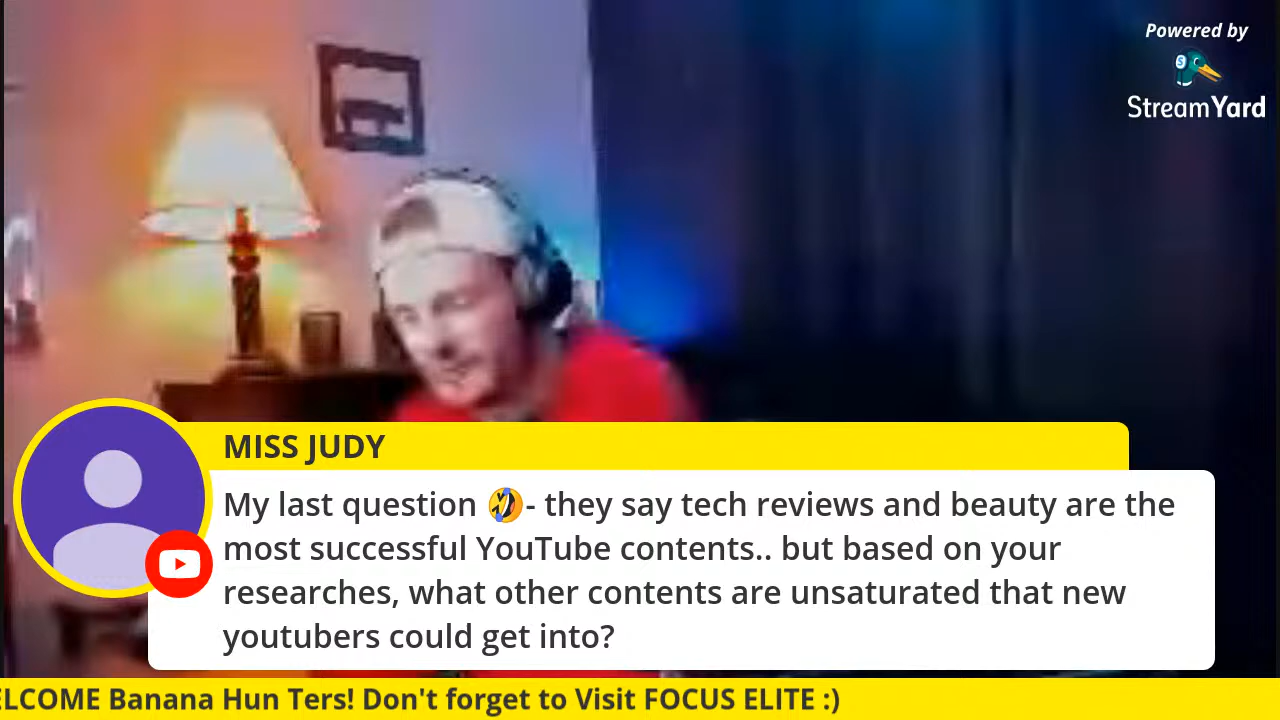 Powered by
StreamYard
MISS JUDY
My last question 🤣- they say tech reviews and beauty are the
most successful YouTube contents.. but based on your
researches, what other contents are unsaturated that new
youtubers could get into?
ELCOME Banana Hun Ters! Don't forget to Visit FOCUS ELITE :)